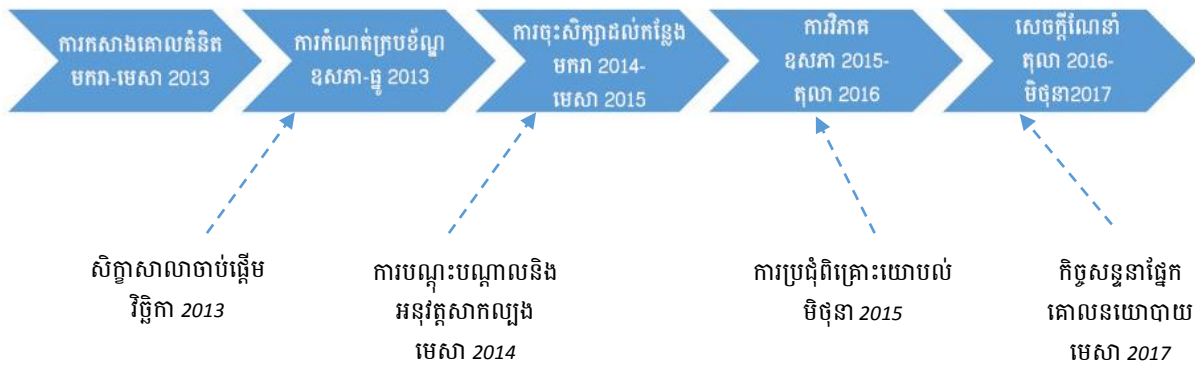 ការកសាងគោលគំនិត
មករា-មេសា 2013
ការកំណត់ក្របខ័ណ្ឌ
ឧសភា-ធ្នូ 2013
ការចុះសិក្សាដល់កន្លែង
មករា 2014-
មេសា 2015
ការវិភាគ
ឧសភា 2015-
តុលា 2016
សេចក្តីណែនាំ
តុលា 2016-
មិថុនា2017
សិក្ខាសាលាចាប់ផ្តើម
វិច្ឆិកា 2013
ការបណ្តុះបណ្តាលនិង
អនុវត្តសាកល្បង
មេសា 2014
ការប្រជុំពិគ្រោះយោបល់
មិថុនា 2015
កិច្ចសន្ទនាផ្នែក
គោលនយោបាយ
មេសា 2017